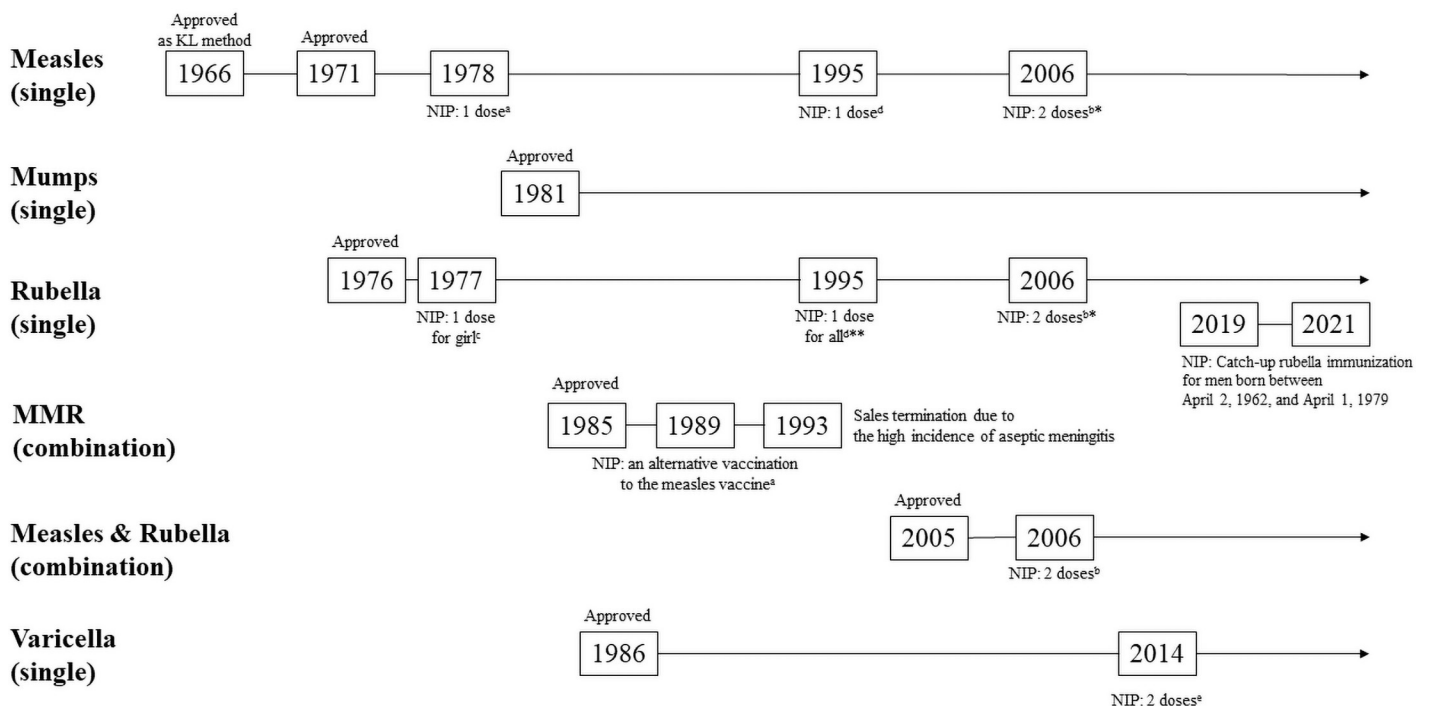 Approved
as KL method
Approved
Measles
(single)
1966
1971
1978
1995
2006
NIP: 1 doseᵃ
NIP: 1 doseᵈ
NIP: 2 dosesᵇ*
Approved
Mumps
(single)
1981
Approved
Rubella
(single)
1976
1977
1995
2006
NIP: 1 dose
for girlᶜ
NIP: 1 dose
for allᵈ**
NIP: 2 dosesᵇ*
2019
2021
NIP: Catch-up rubella immunization
for men born between
April 2, 1962, and April 1, 1979
Approved
MMR
(combination)
1985
1989
1993
Sales termination due to
the high incidence of aseptic meningitis
NIP: an alternative vaccination
to the measles vaccineᵃ
Approved
Measles & Rubella
(combination)
2005
2006
NIP: 2 dosesᵇ
Approved
Varicella
(single)
1986
2014
NIP: 2 dosesᵉ